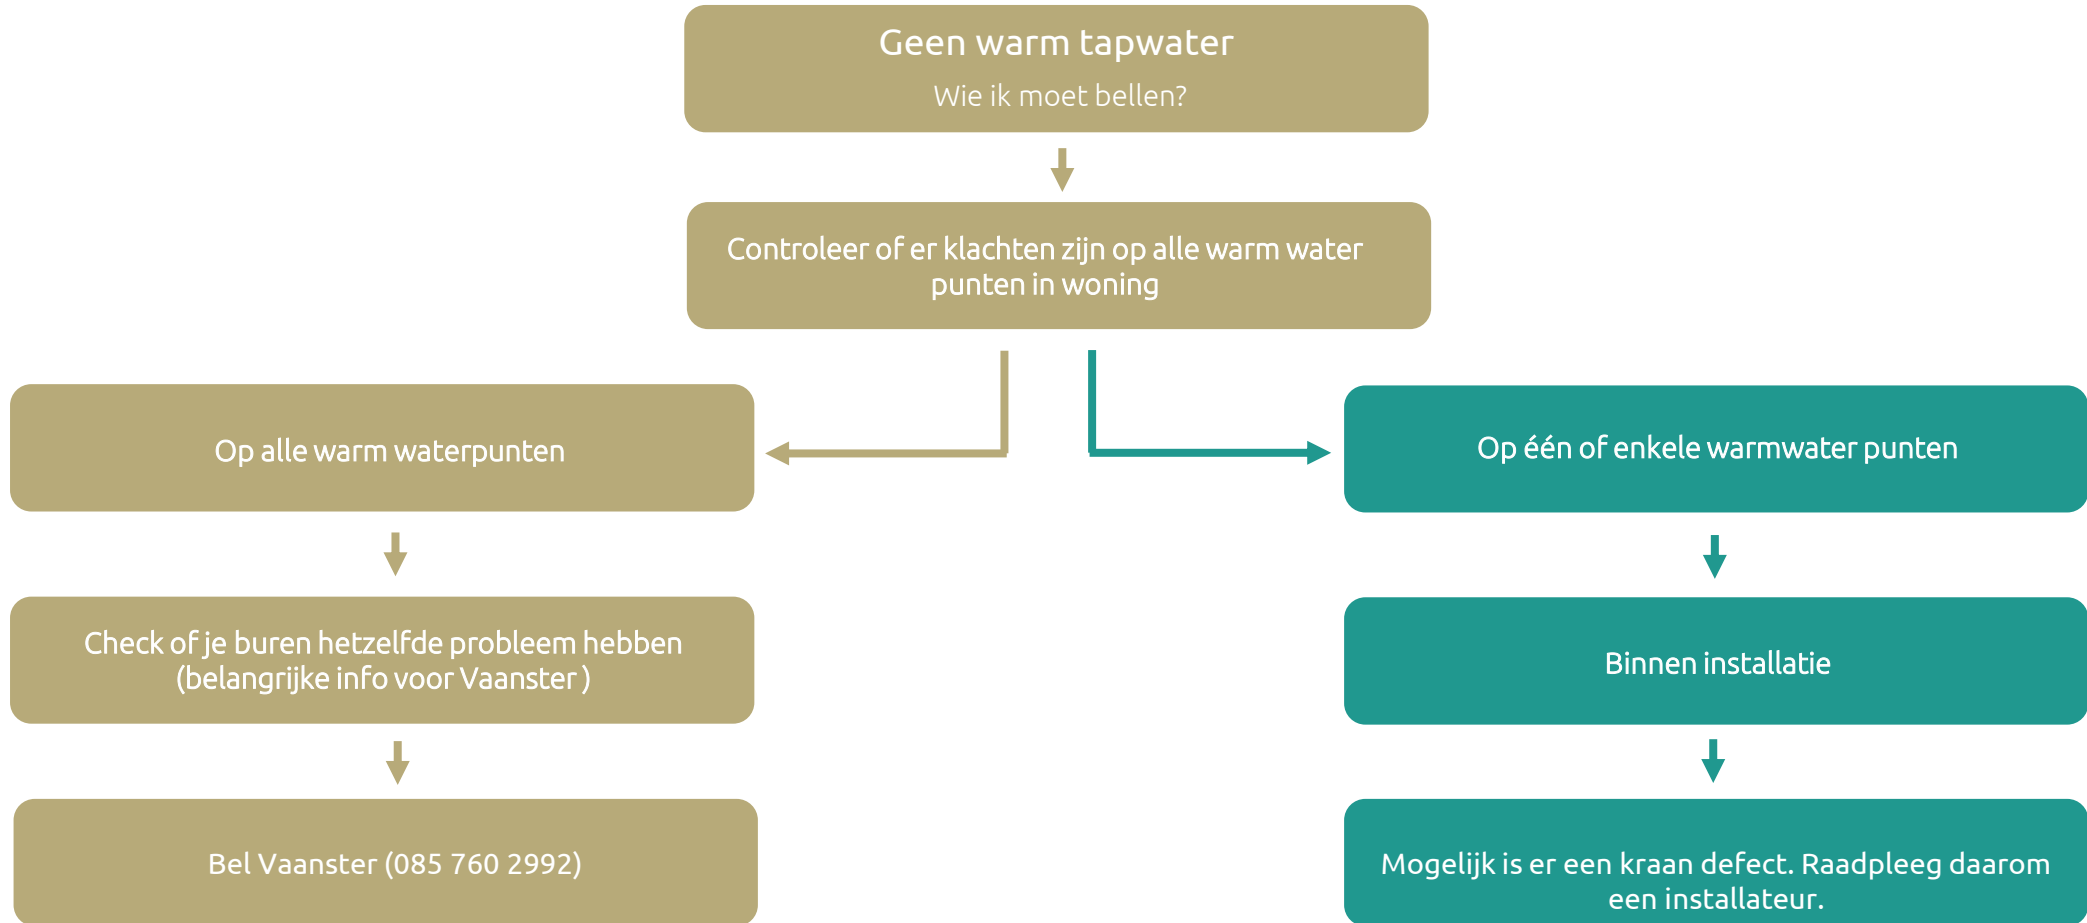 Geen warm tapwater
Wie ik moet bellen?
Controleer of er klachten zijn op alle warm water
punten in woning
Op alle warm waterpunten
Op één of enkele warmwater punten
Check of je buren hetzelfde probleem hebben
(belangrijke info voor Vaanster )
Binnen installatie
Bel Vaanster (085 760 2992)
Mogelijk is er een kraan defect. Raadpleeg daarom
een installateur.